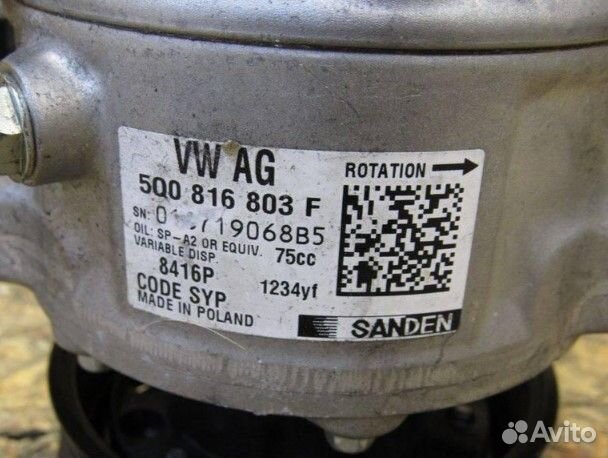 VW AG
5Q0 816 803 F
ROTATION
SN:
OIL: SP-A2 OR EQUIV. 75cc
VARIABLE DISP.
8416P 1234yf
CODE SYP
MADE IN POLAND
SANDEN
Avito